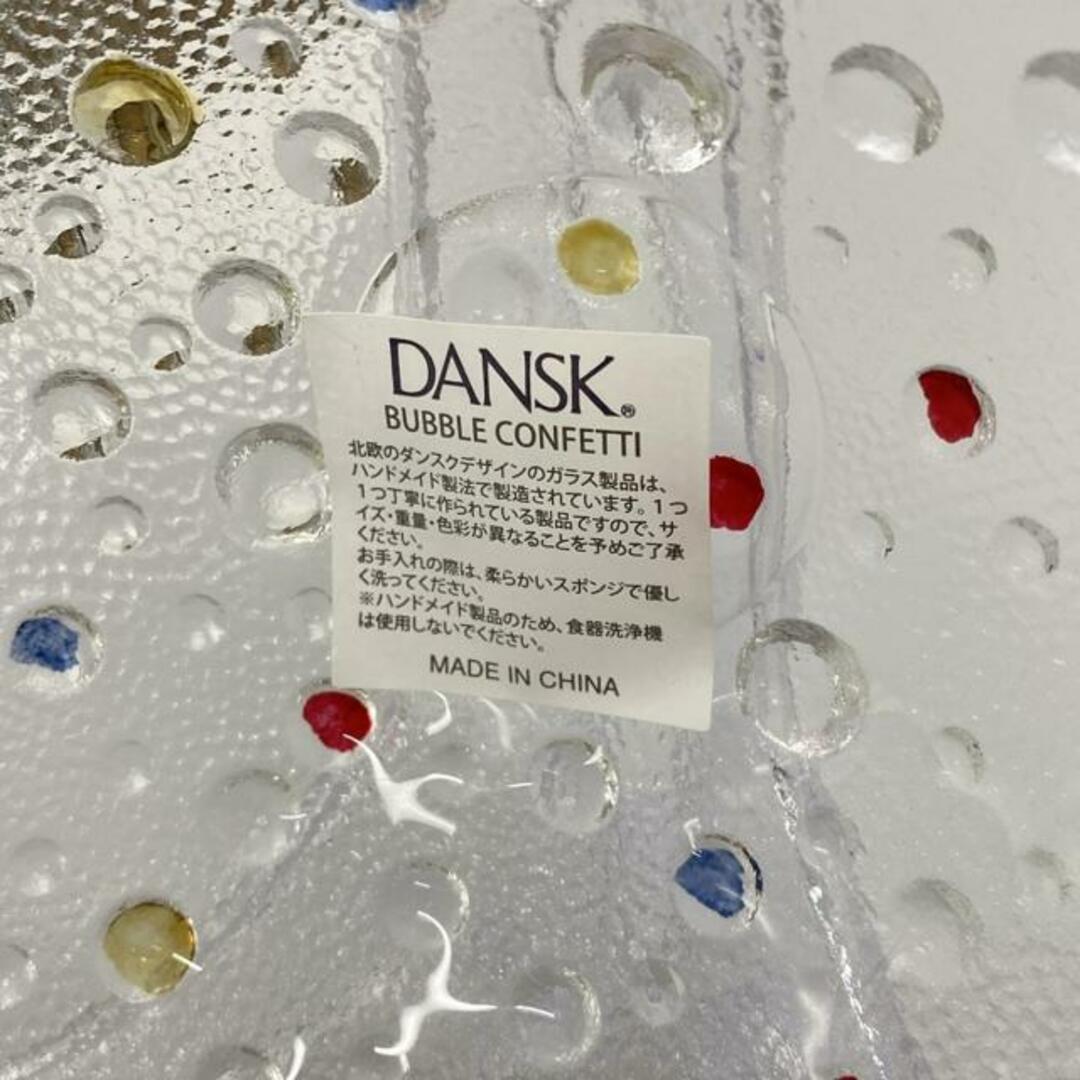 DANSK®
BUBBLE CONFETTI
北欧のダンスクデザインのガラス製品は、
ハンドメイド製法で製造されています。1つ
1つ丁寧に作られている製品ですので、サ
イズ・重量・色彩が異なることを予めご了承
ください。
お手入れの際は、柔らかいスポンジで優し
く洗ってください。
※ハンドメイド製品のため、食器洗浄機
は使用しないでください。
MADE IN CHINA